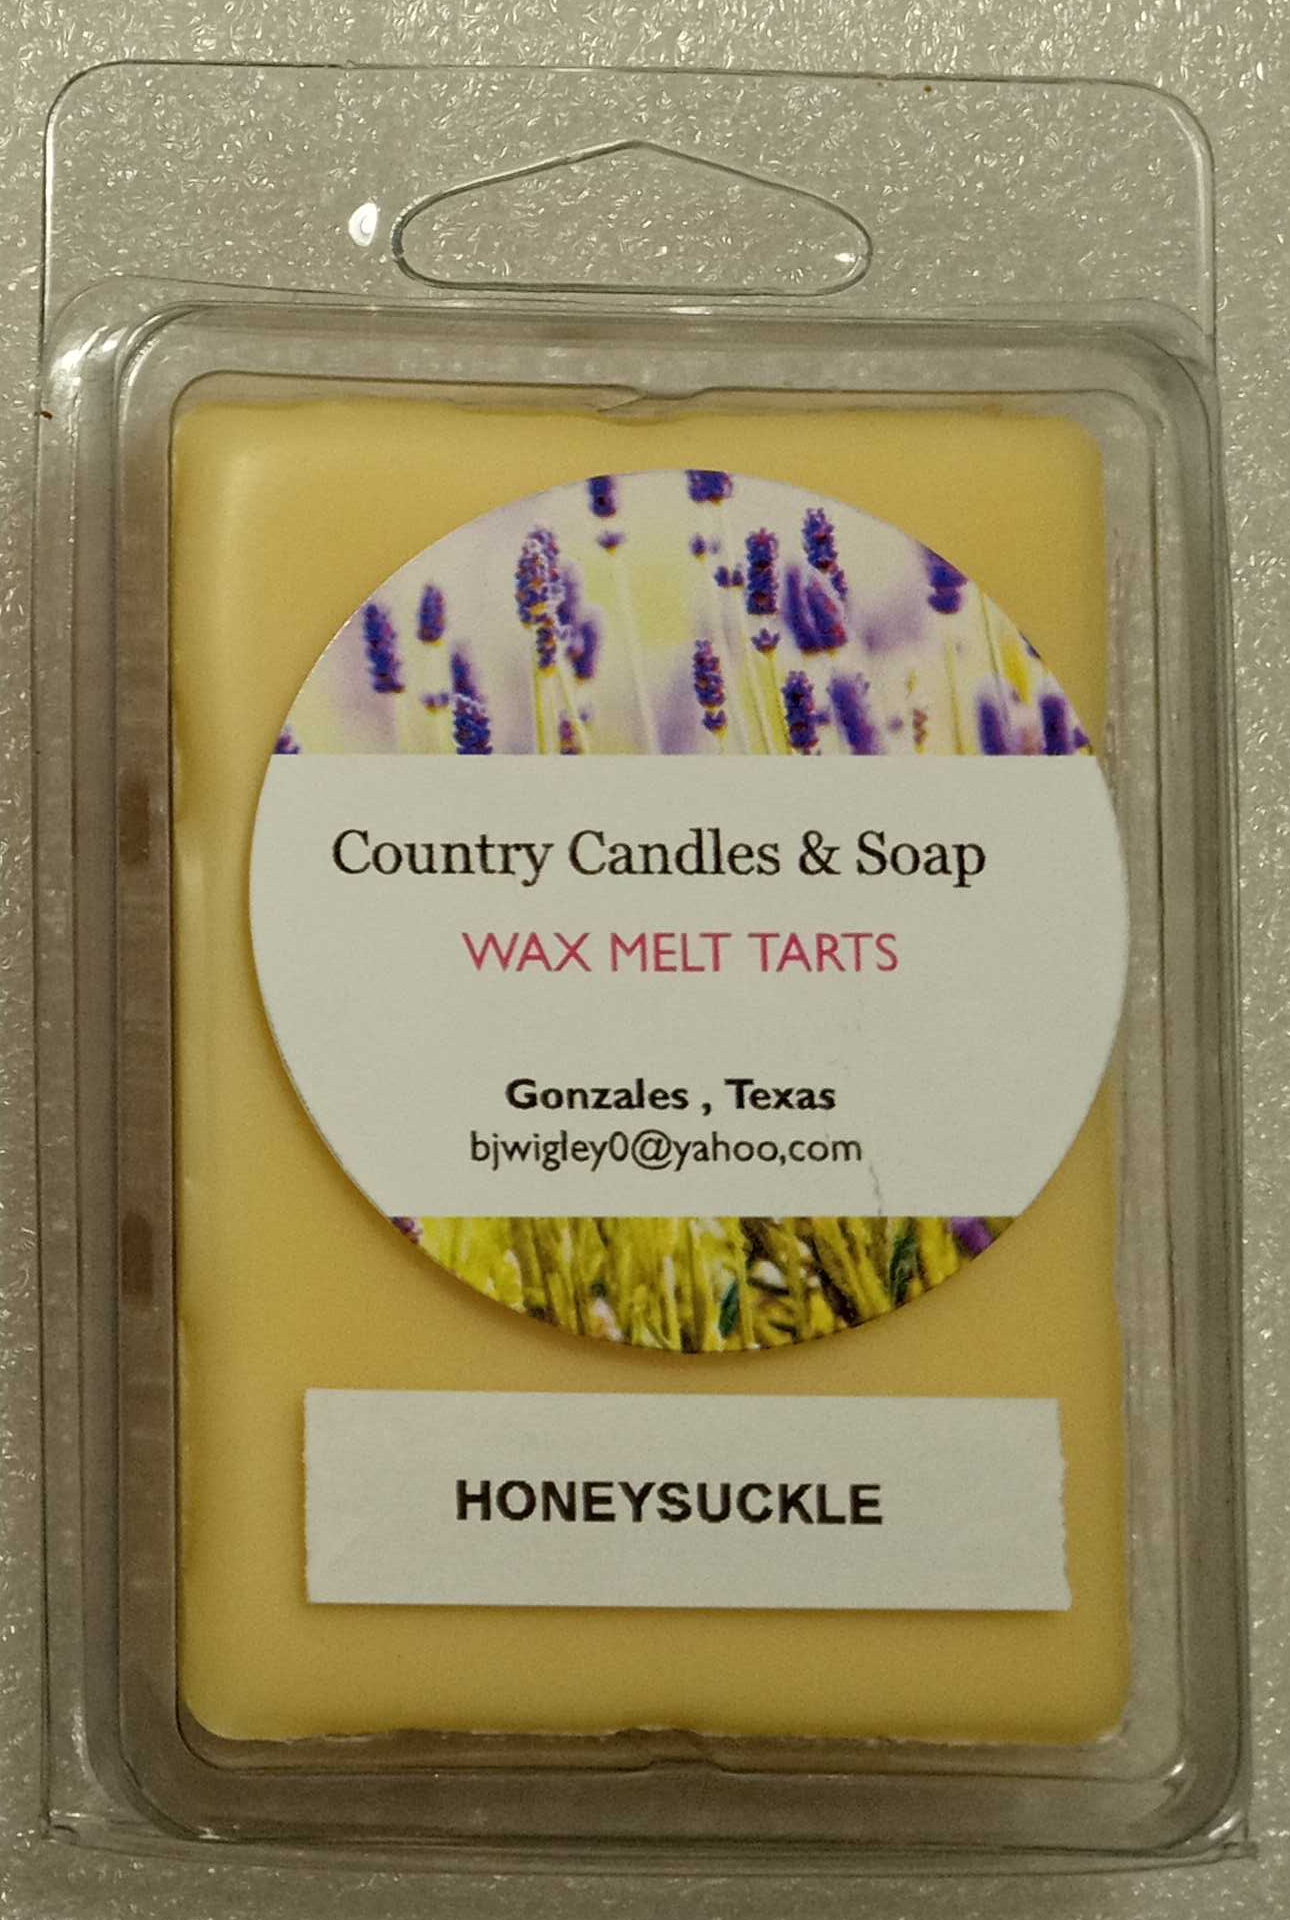 Country Candles & Soap
WAX MELT TARTS
Gonzales , Texas
bjwigley0@yahoo,com
HONEYSUCKLE